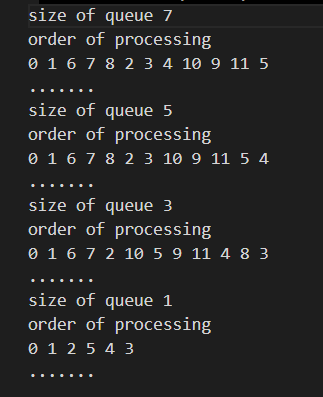 size of queue 7
order of processing
0 1 6 7 8 2 3 4 10 9 11 5
.......
size of queue 5
order of processing
0 1 6 7 8 2 3 10 9 11 5 4
.......
size of queue 3
order of processing
0 1 6 7 2 10 5 9 11 4 8 3
.......
size of queue 1
order of processing
0 1 2 5 4 3
.......